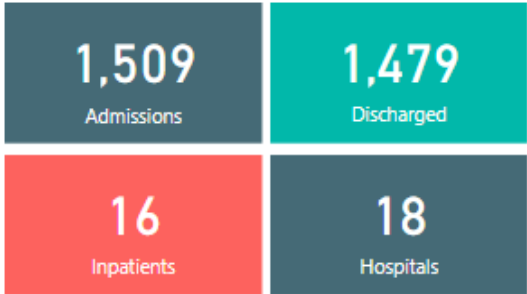 1,509
Admissions
1,479
Discharged
16
Inpatients
18
Hospitals